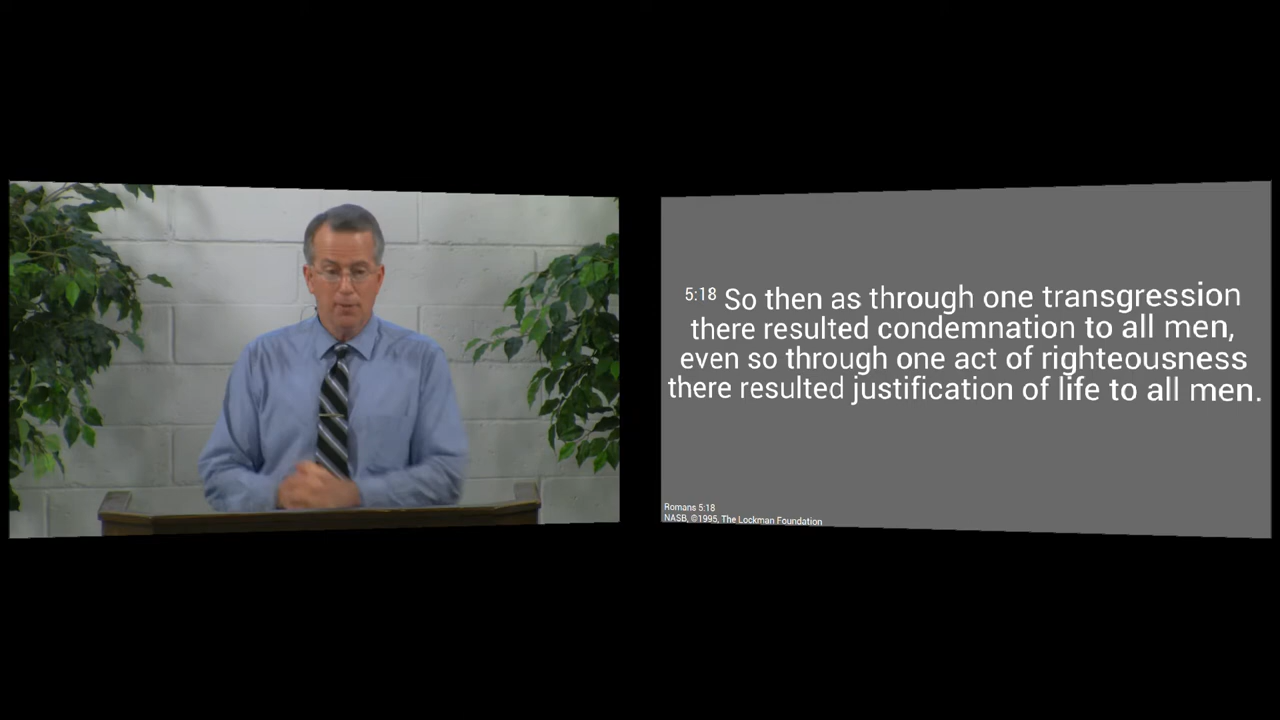 5:18 So then as through one transgression
there resulted condemnation to all men,
even so through one act of righteousness
there resulted justification of life to all men.
Romans 5:18
NASB, ©1995, The Lockman Foundation